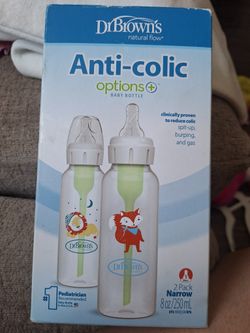 Dr Brown's
natural flow®
Anti-colic
options+
BABY BOTTLE
clinically proven
to reduce colic
spit-up,
burping,
and gas
Dr Brown's
Dr Brown's
#1 Pediatrician
Recommended
2 Pack
Narrow
8 oz/250 mL